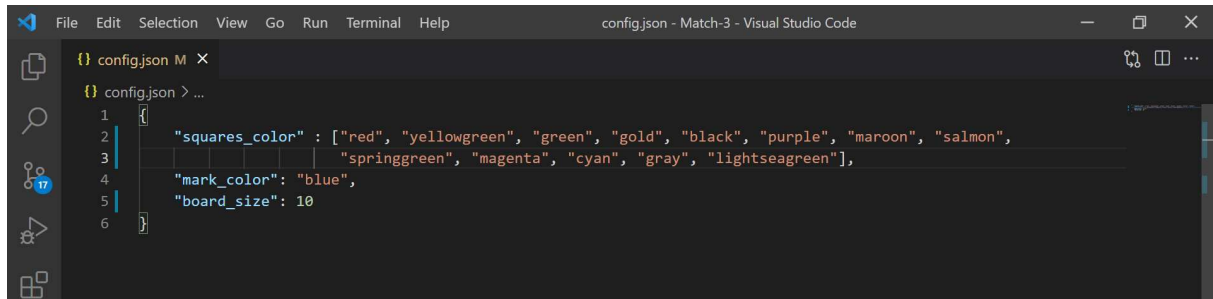 File Edit Selection View Go Run Terminal Help config.json - Match-3 - Visual Studio Code
{} config.json M ×
{} config.json > ...
1 {
2 "squares_color" : ["red", "yellowgreen", "green", "gold", "black", "purple", "maroon", "salmon",
3 "springgreen", "magenta", "cyan", "gray", "lightseagreen"],
4 "mark_color": "blue",
17
5 "board_size": 10
6 }